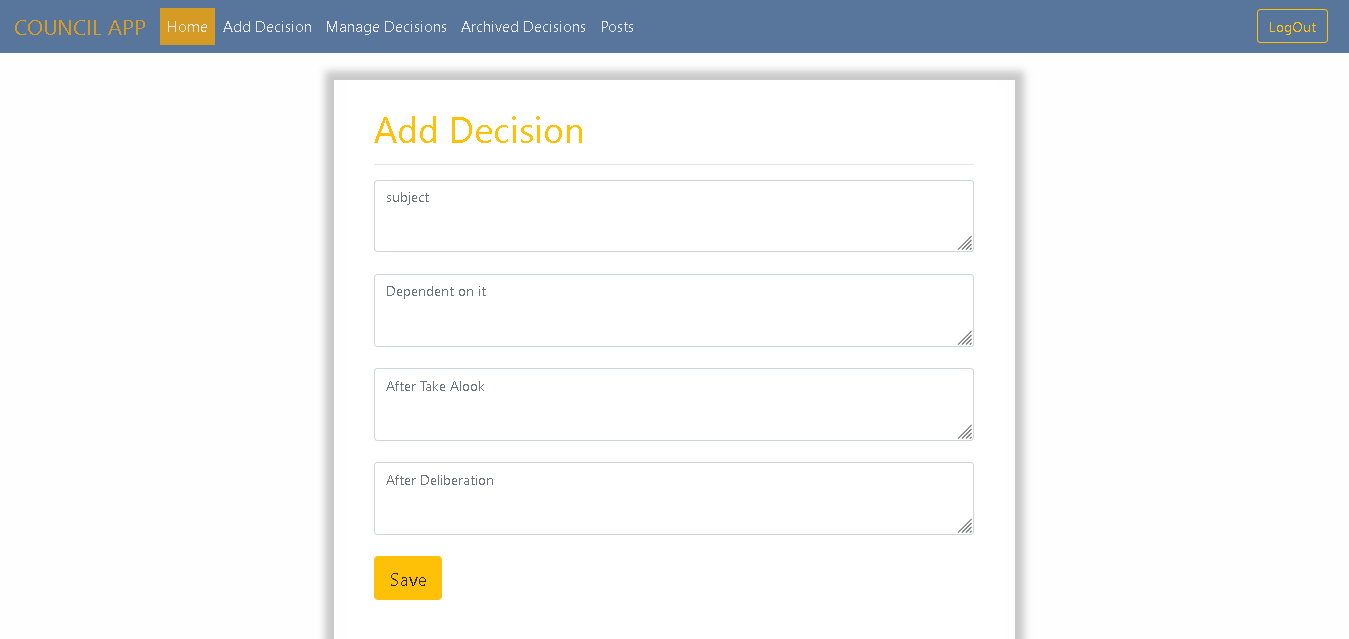 COUNCIL APP Home Add Decision Manage Decisions Archived Decisions Posts LogOut
Add Decision
subject
Dependent on it
After Take Alook
After Deliberation
Save